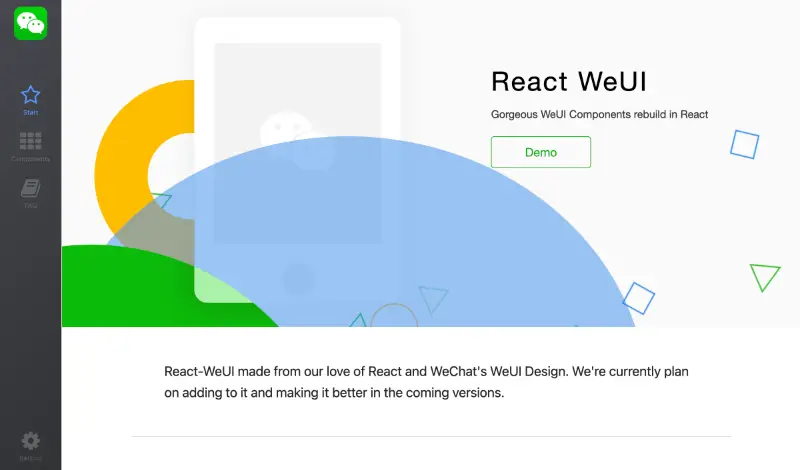 Start
Components
FAQ
React WeUI
Gorgeous WeUI Components rebuild in React
Demo
React-WeUI made from our love of React and WeChat's WeUI Design. We're currently plan
on adding to it and making it better in the coming versions.